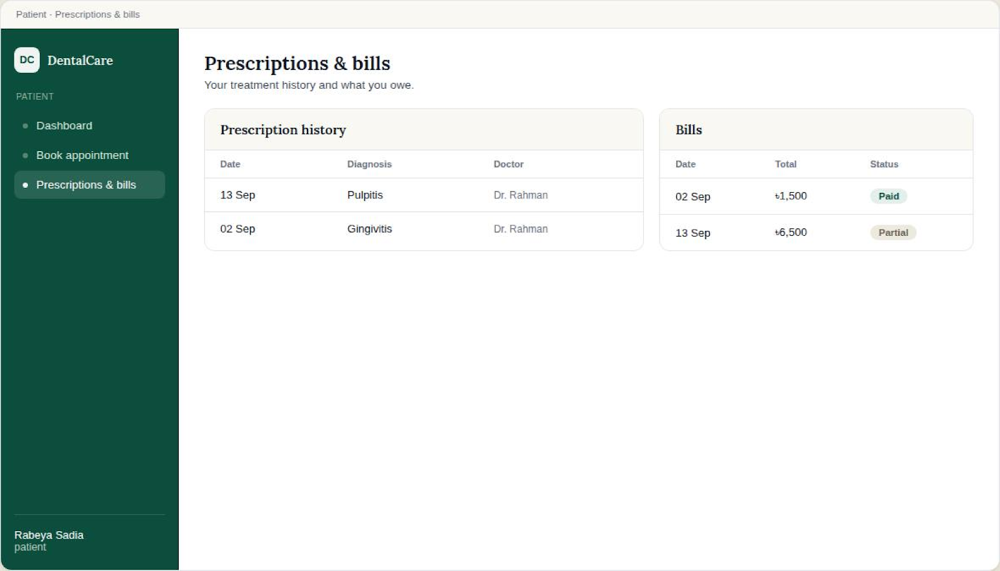 Patient - Prescriptions & bills
DC DentalCare
PATIENT
Dashboard
Book appointment
Prescriptions & bills
Rabeya Sadia
patient
Prescriptions & bills
Your treatment history and what you owe.
Prescription history
Date Diagnosis Doctor
13 Sep Pulpitis Dr. Rahman
02 Sep Gingivitis Dr. Rahman
Bills
Date Total Status
02 Sep ৳1,500 Paid
13 Sep ৳6,500 Partial